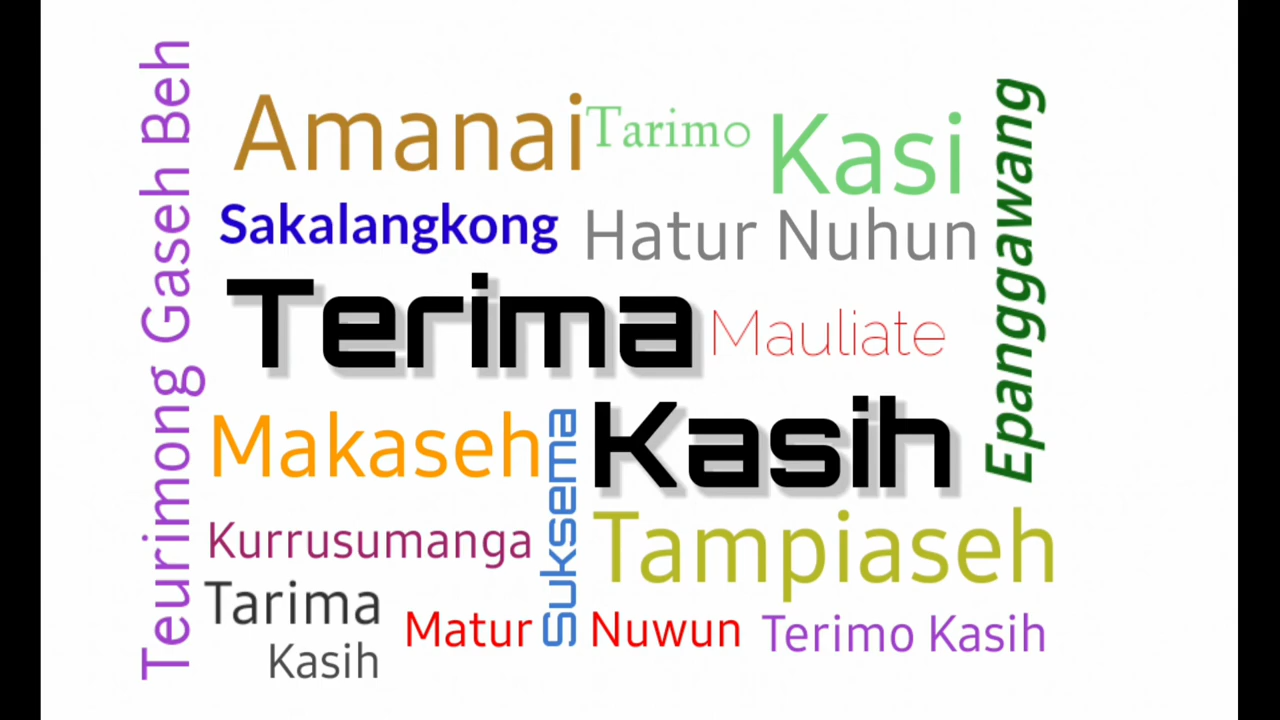 Teurimong Gaseh Beh
Amanai
Tarimo
Kasi
Epanggawang
Sakalangkong
Hatur Nuhun
Terima
Mauliate
Makaseh
Suksema
Kasih
Kurrusumanga
Tampiaseh
Tarima
Kasih
Matur
Nuwun
Terimo Kasih